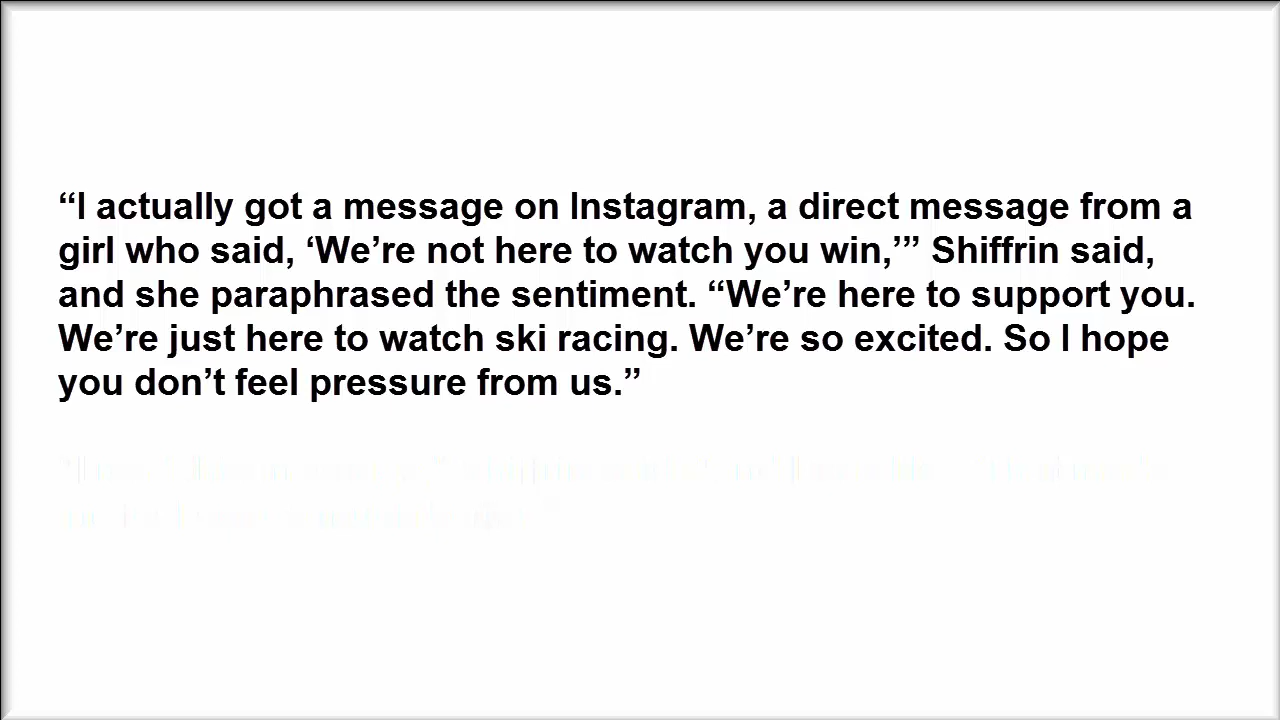 “I actually got a message on Instagram, a direct message from a
girl who said, ‘We’re not here to watch you win,’” Shiffrin said,
and she paraphrased the sentiment. “We’re here to support you.
We’re just here to watch ski racing. We’re so excited. So I hope
you don’t feel pressure from us.”